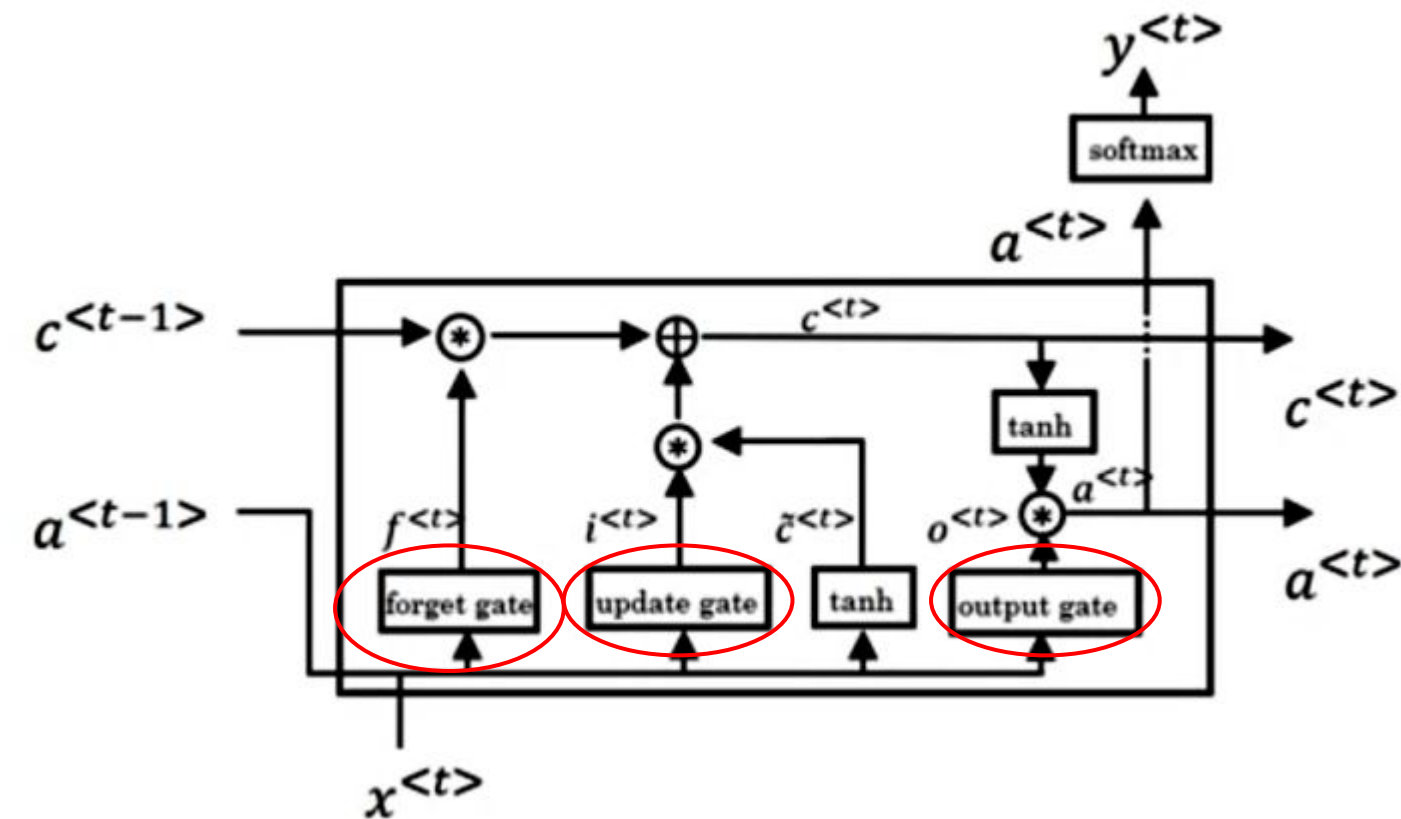 y<t>
softmax
a<t>
c<t-1>
c<t>
c<t>
tanh
a<t-1>
f<t>
i<t>
c̃<t>
o<t>
a<t>
a<t>
forget gate
update gate
tanh
output gate
x<t>